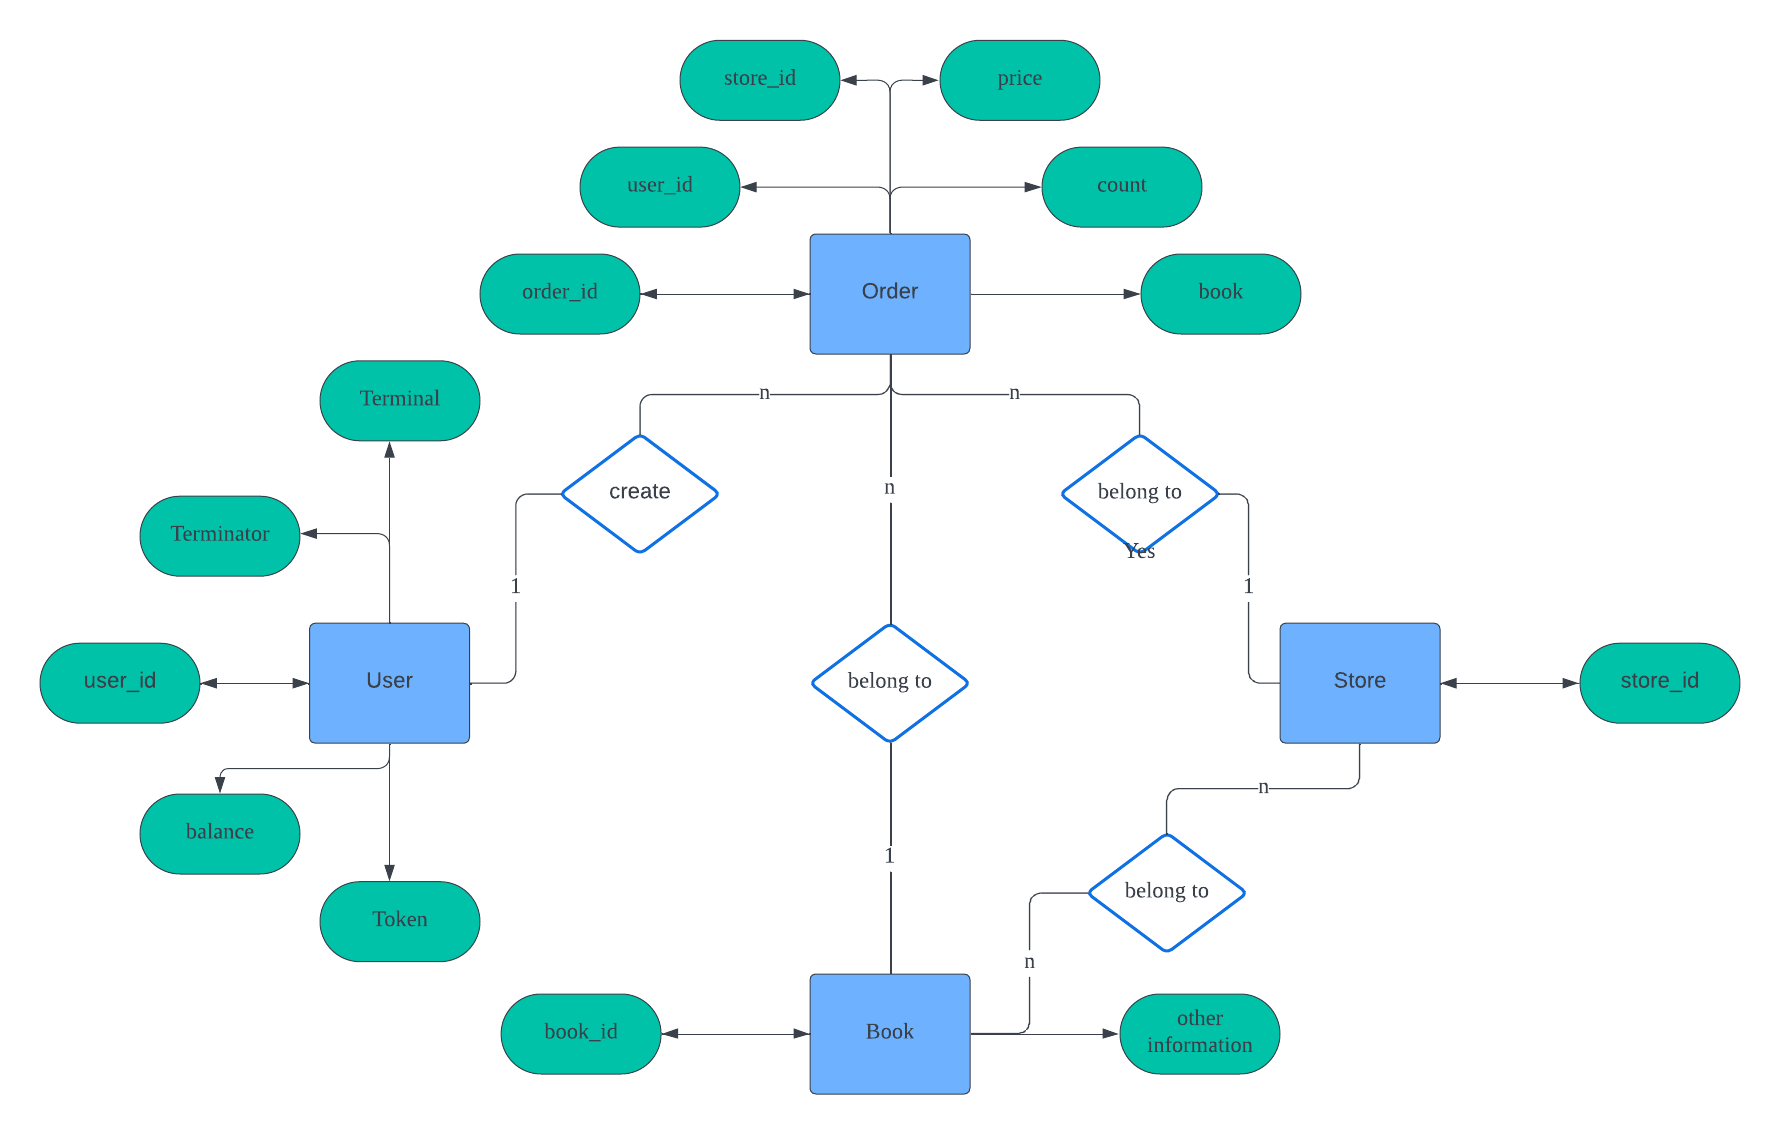 store_id
price
user_id
count
order_id
Order
book
Terminal
n
n
create
n
belong to
Terminator
Yes
1
1
user_id
User
belong to
Store
store_id
n
balance
1
belong to
Token
n
book_id
Book
other
information